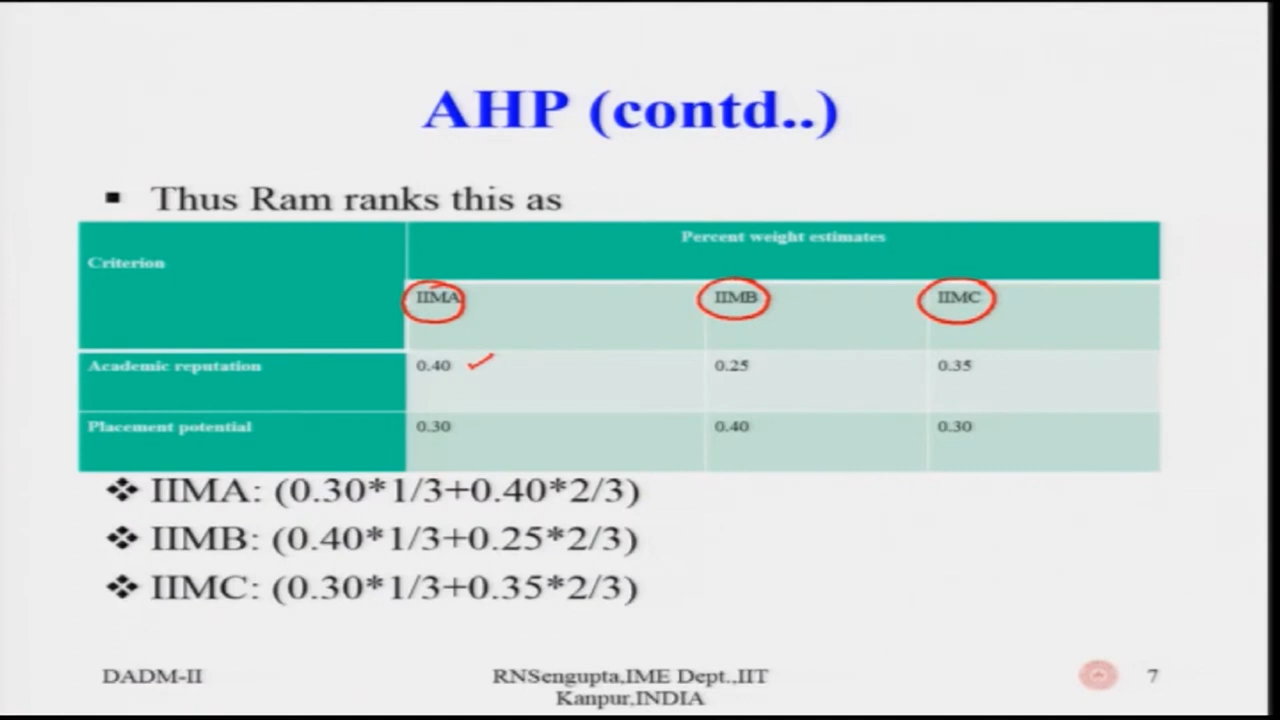 AHP (contd..)
▪ Thus Ram ranks this as
Percent weight estimates
Criterion
IIMA IIMB IIMC
Academic reputation 0.40 0.25 0.35
Placement potential 0.30 0.40 0.30
❖ IIMA: (0.30*1/3+0.40*2/3)
❖ IIMB: (0.40*1/3+0.25*2/3)
❖ IIMC: (0.30*1/3+0.35*2/3)
DADM-II RNSengupta,IME Dept.,IIT 7
Kanpur,INDIA